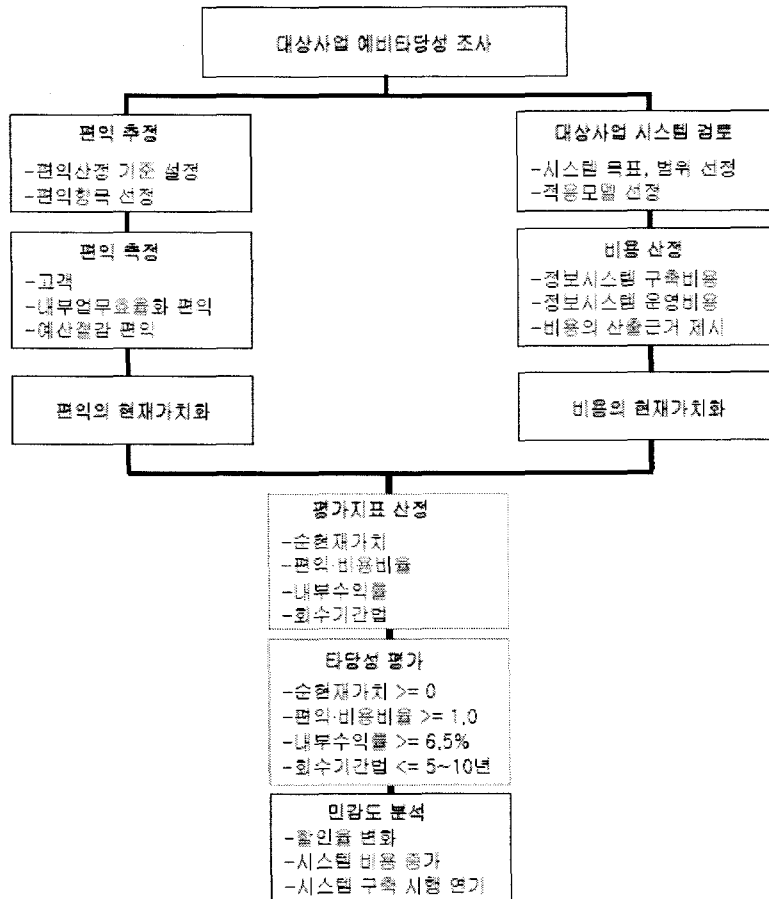 대상사업 예비타당성 조사
편익 추정
-편익산정 기준 설정
-편익항목 선정
편익 측정
-고객
-내부업무효율화 편익
-예산절감 편익
편익의 현재가치화
대상사업 시스템 검토
-시스템 목표, 범위 선정
-적용모델 선정
비용 산정
-정보시스템 구축비용
-정보시스템 운영비용
-비용의 산출근거 제시
비용의 현재가치화
평가지표 산정
-순현재가치
-편익·비용비율
-내부수익률
-회수기간법
타당성 평가
-순현재가치 >= 0
-편익·비용비율 >= 1,0
-내부수익률 >= 6,5%
-회수기간법 <= 5~10년
민감도 분석
-할인율 변화
-시스템 비용 증가
-시스템 구축 시행 연기